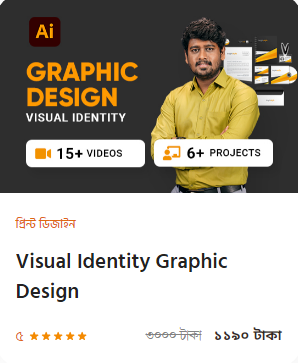 Ai
GRAPHIC
DESIGN
VISUAL IDENTITY
15+ VIDEOS
6+ PROJECTS
প্রিন্ট ডিজাইন
Visual Identity Graphic
Design
৫
৩০০০ টাকা ১১৯০ টাকা